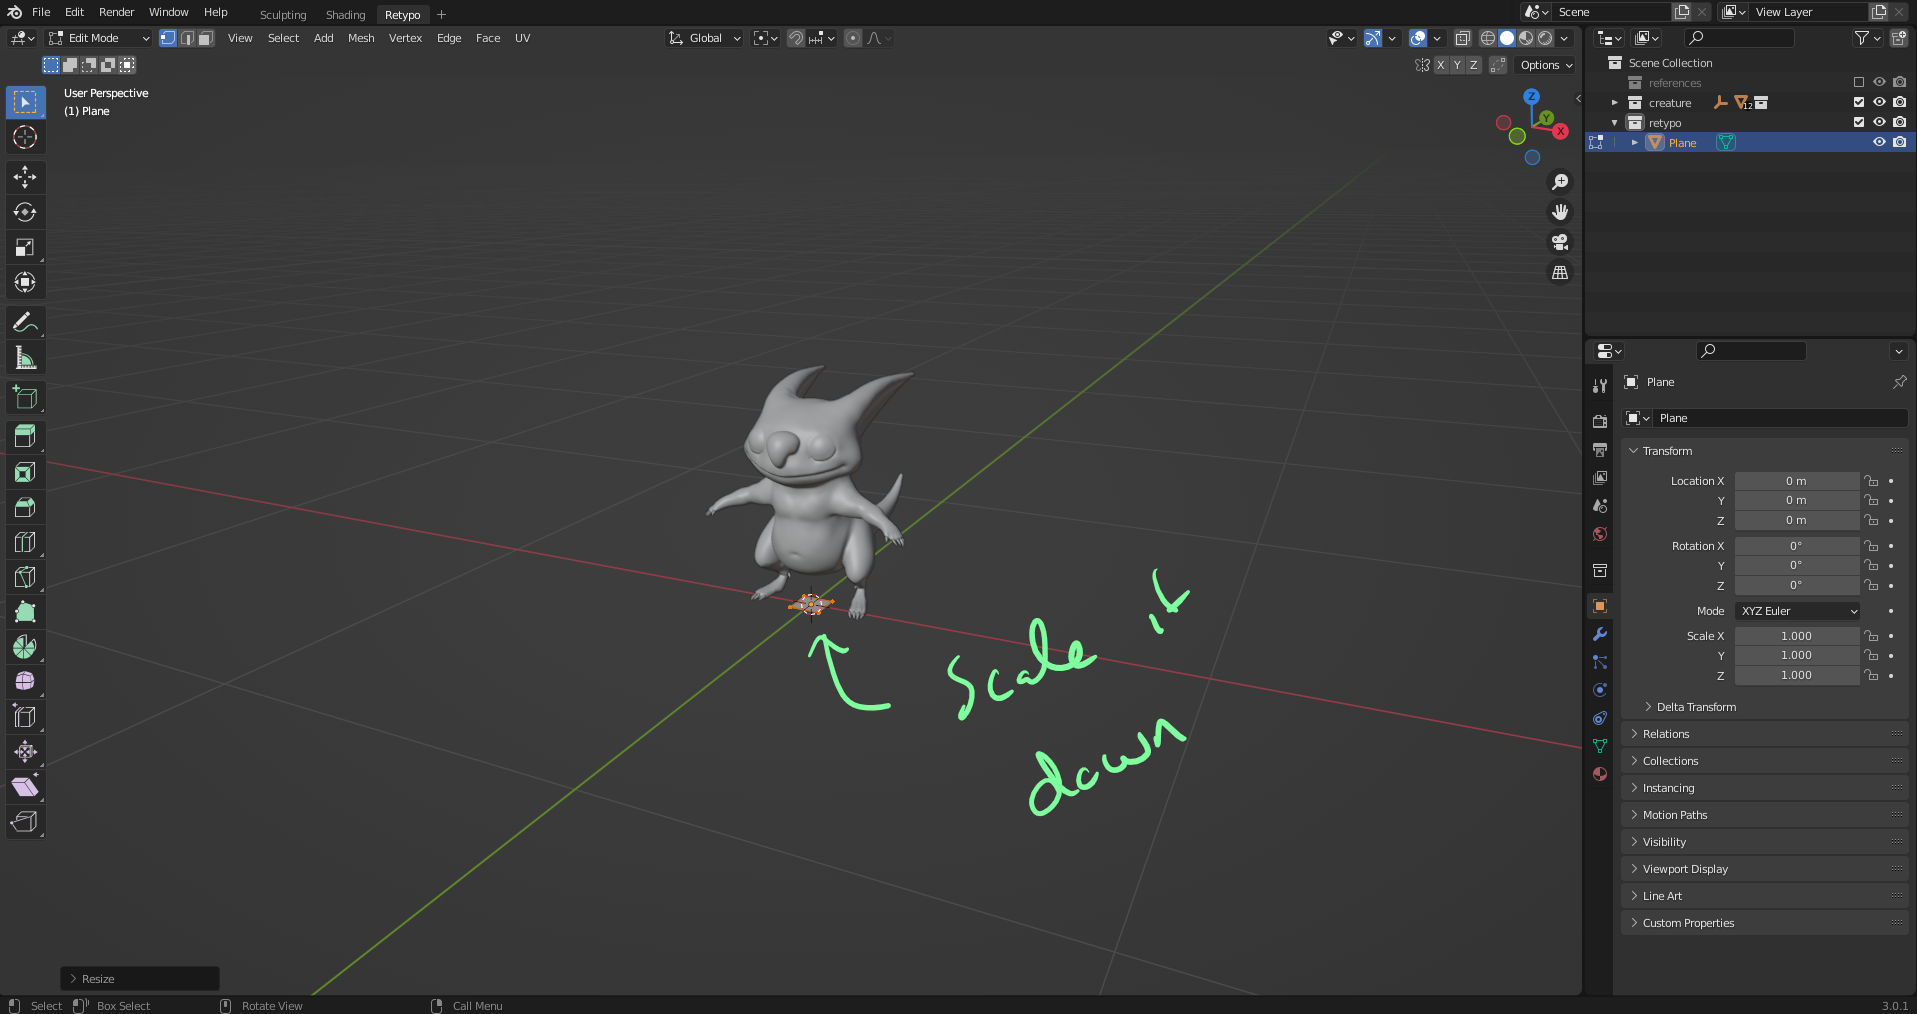 File Edit Render Window Help Sculpting Shading Retypo + Scene View Layer
Edit Mode View Select Add Mesh Vertex Edge Face UV Global
X Y Z Options
User Perspective
(1) Plane
Z
Y
X
Scene Collection
references
creature 12
retypo
Plane
Plane
Plane
Transform
Location X 0 m
Y 0 m
Z 0 m
Rotation X 0°
Y 0°
Z 0°
Mode XYZ Euler
Scale X 1.000
Y 1.000
Z 1.000
Delta Transform
Relations
Collections
Instancing
Motion Paths
Visibility
Viewport Display
Line Art
Custom Properties
scale it
down
Resize
Select Box Select Rotate View Call Menu 3.0.1